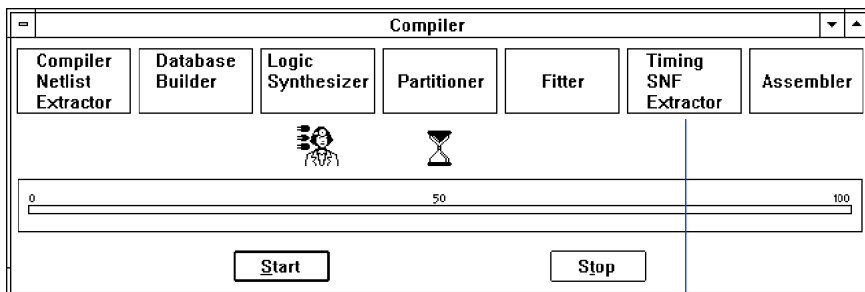 Compiler
Compiler
Netlist
Extractor
Database
Builder
Logic
Synthesizer
Partitioner
Fitter
Timing
SNF
Extractor
Assembler
0 50 100
Start Stop